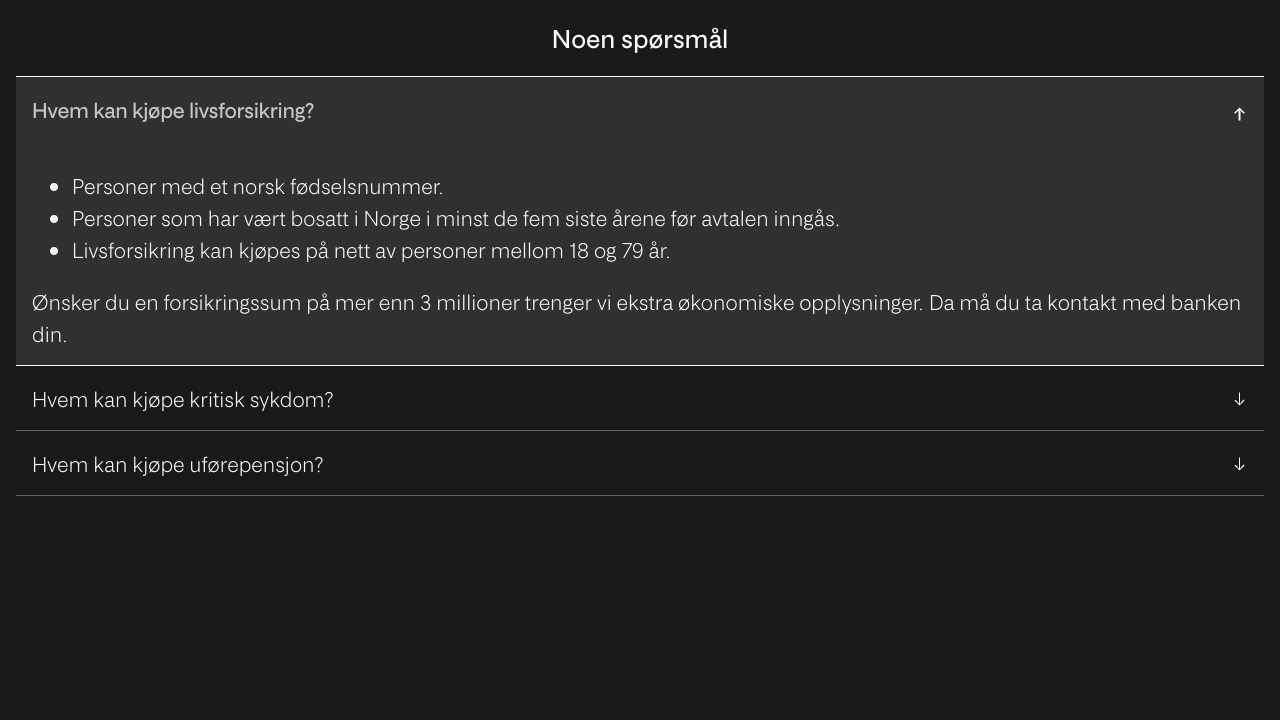 Noen spørsmål
Hvem kan kjøpe livsforsikring?
Personer med et norsk fødselsnummer.
Personer som har vært bosatt i Norge i minst de fem siste årene før avtalen inngås.
Livsforsikring kan kjøpes på nett av personer mellom 18 og 79 år.
Ønsker du en forsikringssum på mer enn 3 millioner trenger vi ekstra økonomiske opplysninger. Da må du ta kontakt med banken
din.
Hvem kan kjøpe kritisk sykdom?
Hvem kan kjøpe uførepensjon?